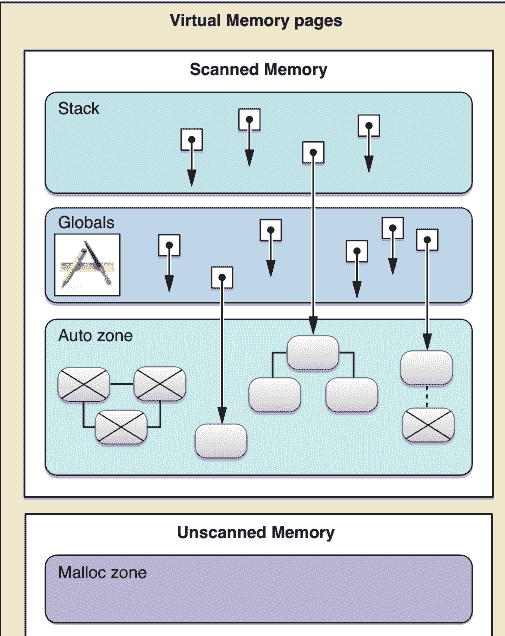 Virtual Memory pages
Scanned Memory
Stack
Globals
Auto zone
Unscanned Memory
Malloc zone